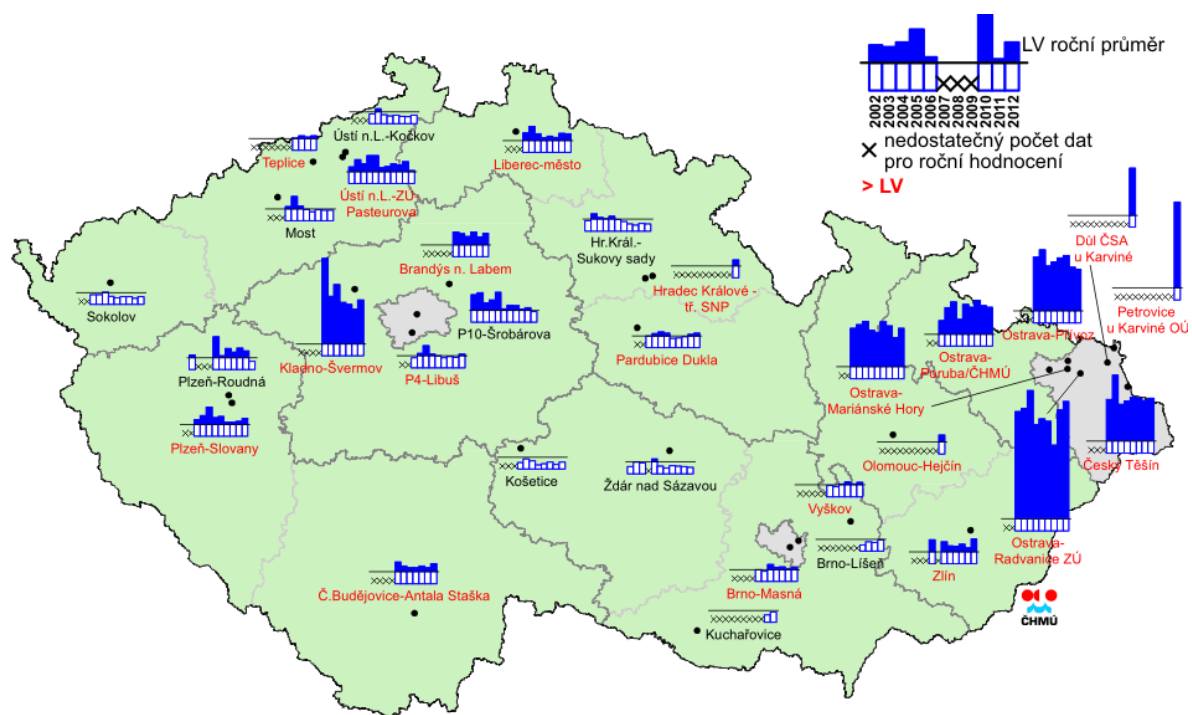 LV roční průměr
2002
2003
2004
2005
2006
2007
2008
2009
2010
2011
2012
nedostatečný počet dat
pro roční hodnocení
> LV
Ústí n.L.-Kočkov
Teplice
Liberec-město
Ústí n.L.-ZÚ
Pasteurova
Most
Hr.Král.-
Sukovy sady
Důl ČSA
u Karviné
Brandýs n. Labem
Hradec Králové -
tř. SNP
Petrovice
u Karviné OÚ
Sokolov
P10-Šrobárova
Ostrava-Přívoz
Kladno-Švermov
Pardubice Dukla
Ostrava-
Poruba/ČHMÚ
Plzeň-Roudná
P4-Libuš
Ostrava-
Mariánské Hory
Plzeň-Slovany
Olomouc-Hejčín
Český Těšín
Košetice
Ždár nad Sázavou
Vyškov
Ostrava-
Radvanice ZÚ
Brno-Líšeň
Zlín
Č.Budějovice-Antala Staška
Brno-Masná
ČHMÚ
Kuchařovice